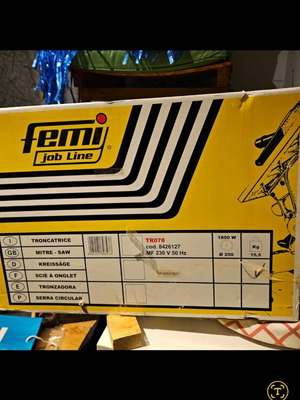 femi
job Line
I TRONCATRICE TR078 1800 W
GB MITRE - SAW cod. 8426127 Kg
D KREISSÄGE MF 230 V 50 Hz Ø 250 15,5
F SCIÉ À ONGLET
E TRONZADORA
P SERRA CIRCULAR
T